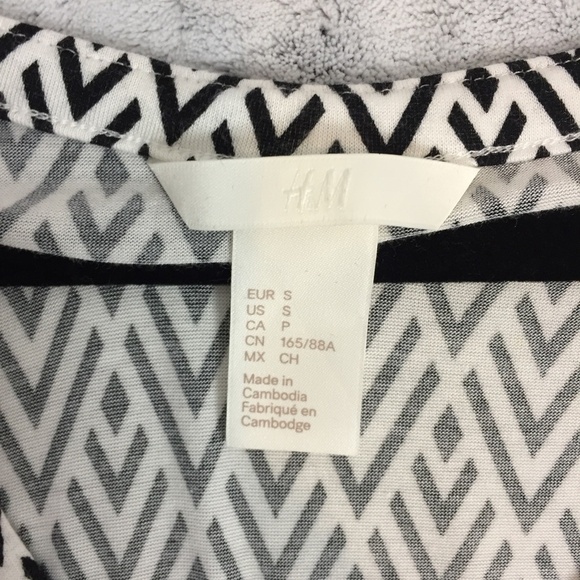 H&M
EUR S
US S
CA P
CN 165/88A
MX CH
Made in
Cambodia
Fabriqué en
Cambodge